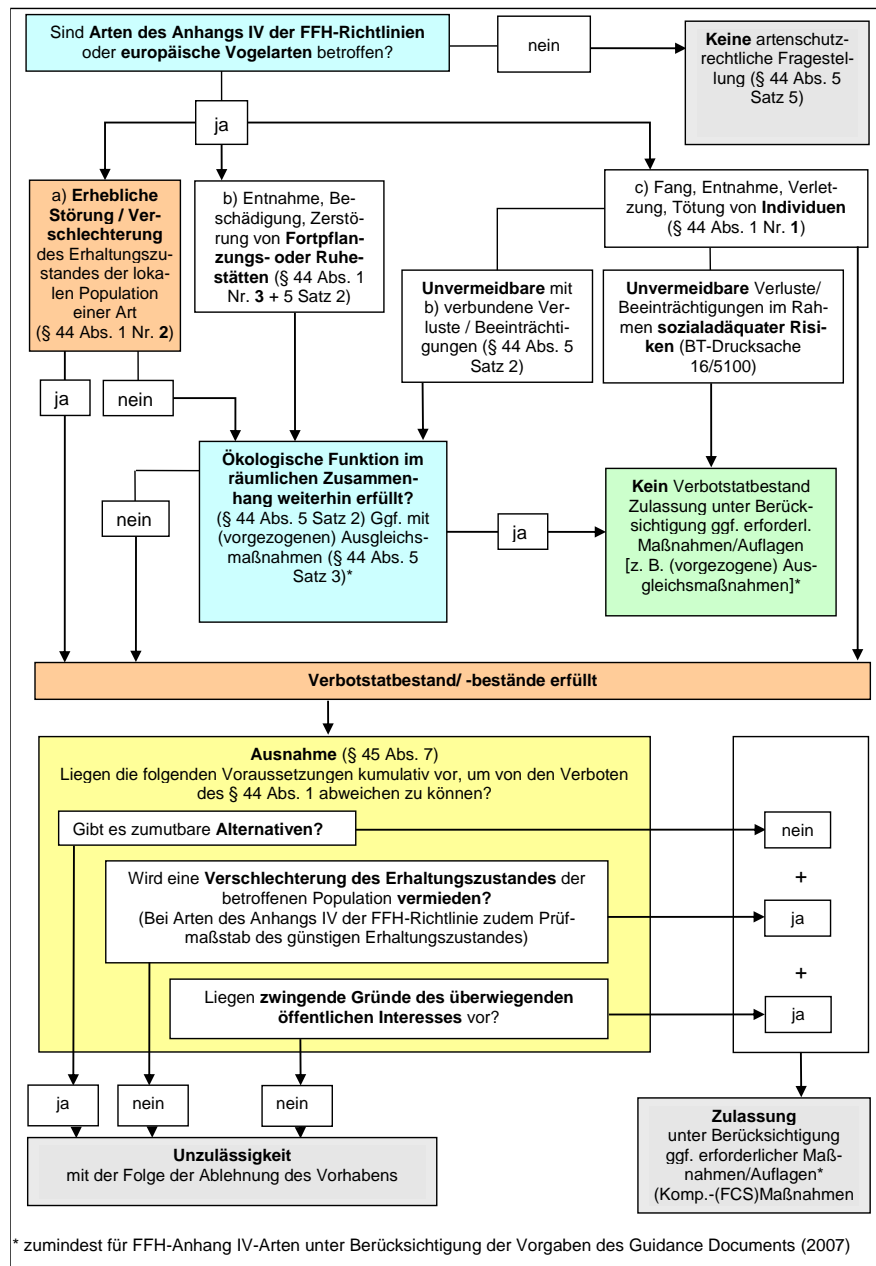 Sind Arten des Anhangs IV der FFH-Richtlinien
oder europäische Vogelarten betroffen?
nein
Keine artenschutz-
rechtliche Fragestel-
lung (§ 44 Abs. 5
Satz 5)
ja
a) Erhebliche
Störung / Ver-
schlechterung
des Erhaltungszu-
standes der loka-
len Population
einer Art
(§ 44 Abs. 1 Nr. 2)
b) Entnahme, Be-
schädigung, Zerstö-
rung von Fortpflan-
zungs- oder Ruhe-
stätten (§ 44 Abs. 1
Nr. 3 + 5 Satz 2)
c) Fang, Entnahme, Verlet-
zung, Tötung von Individuen
(§ 44 Abs. 1 Nr. 1)
Unvermeidbare mit
b) verbundene Ver-
luste / Beeinträchti-
gungen (§ 44 Abs. 5
Satz 2)
Unvermeidbare Verluste/
Beeinträchtigungen im Rah-
men sozialadäquater Risi-
ken (BT-Drucksache
16/5100)
ja
nein
Ökologische Funktion im
räumlichen Zusammen-
hang weiterhin erfüllt?
(§ 44 Abs. 5 Satz 2) Ggf. mit
(vorgezogenen) Ausgleichs-
maßnahmen (§ 44 Abs. 5
Satz 3)*
nein
ja
Kein Verbotstatbestand
Zulassung unter Berück-
sichtigung ggf. erforderl.
Maßnahmen/Auflagen
[z. B. (vorgezogene) Aus-
gleichsmaßnahmen]*
Verbotstatbestand/ -bestände erfüllt
Ausnahme (§ 45 Abs. 7)
Liegen die folgenden Voraussetzungen kumulativ vor, um von den Verboten
des § 44 Abs. 1 abweichen zu können?
Gibt es zumutbare Alternativen?
nein
+
Wird eine Verschlechterung des Erhaltungszustandes der
betroffenen Population vermieden?
(Bei Arten des Anhangs IV der FFH-Richtlinie zudem Prüf-
maßstab des günstigen Erhaltungszustandes)
ja
+
Liegen zwingende Gründe des überwiegenden
öffentlichen Interesses vor?
ja
ja
nein
nein
Unzulässigkeit
mit der Folge der Ablehnung des Vorhabens
Zulassung
unter Berücksichtigung
ggf. erforderlicher Maß-
nahmen/Auflagen*
(Komp.-(FCS)Maßnahmen
* zumindest für FFH-Anhang IV-Arten unter Berücksichtigung der Vorgaben des Guidance Documents (2007)